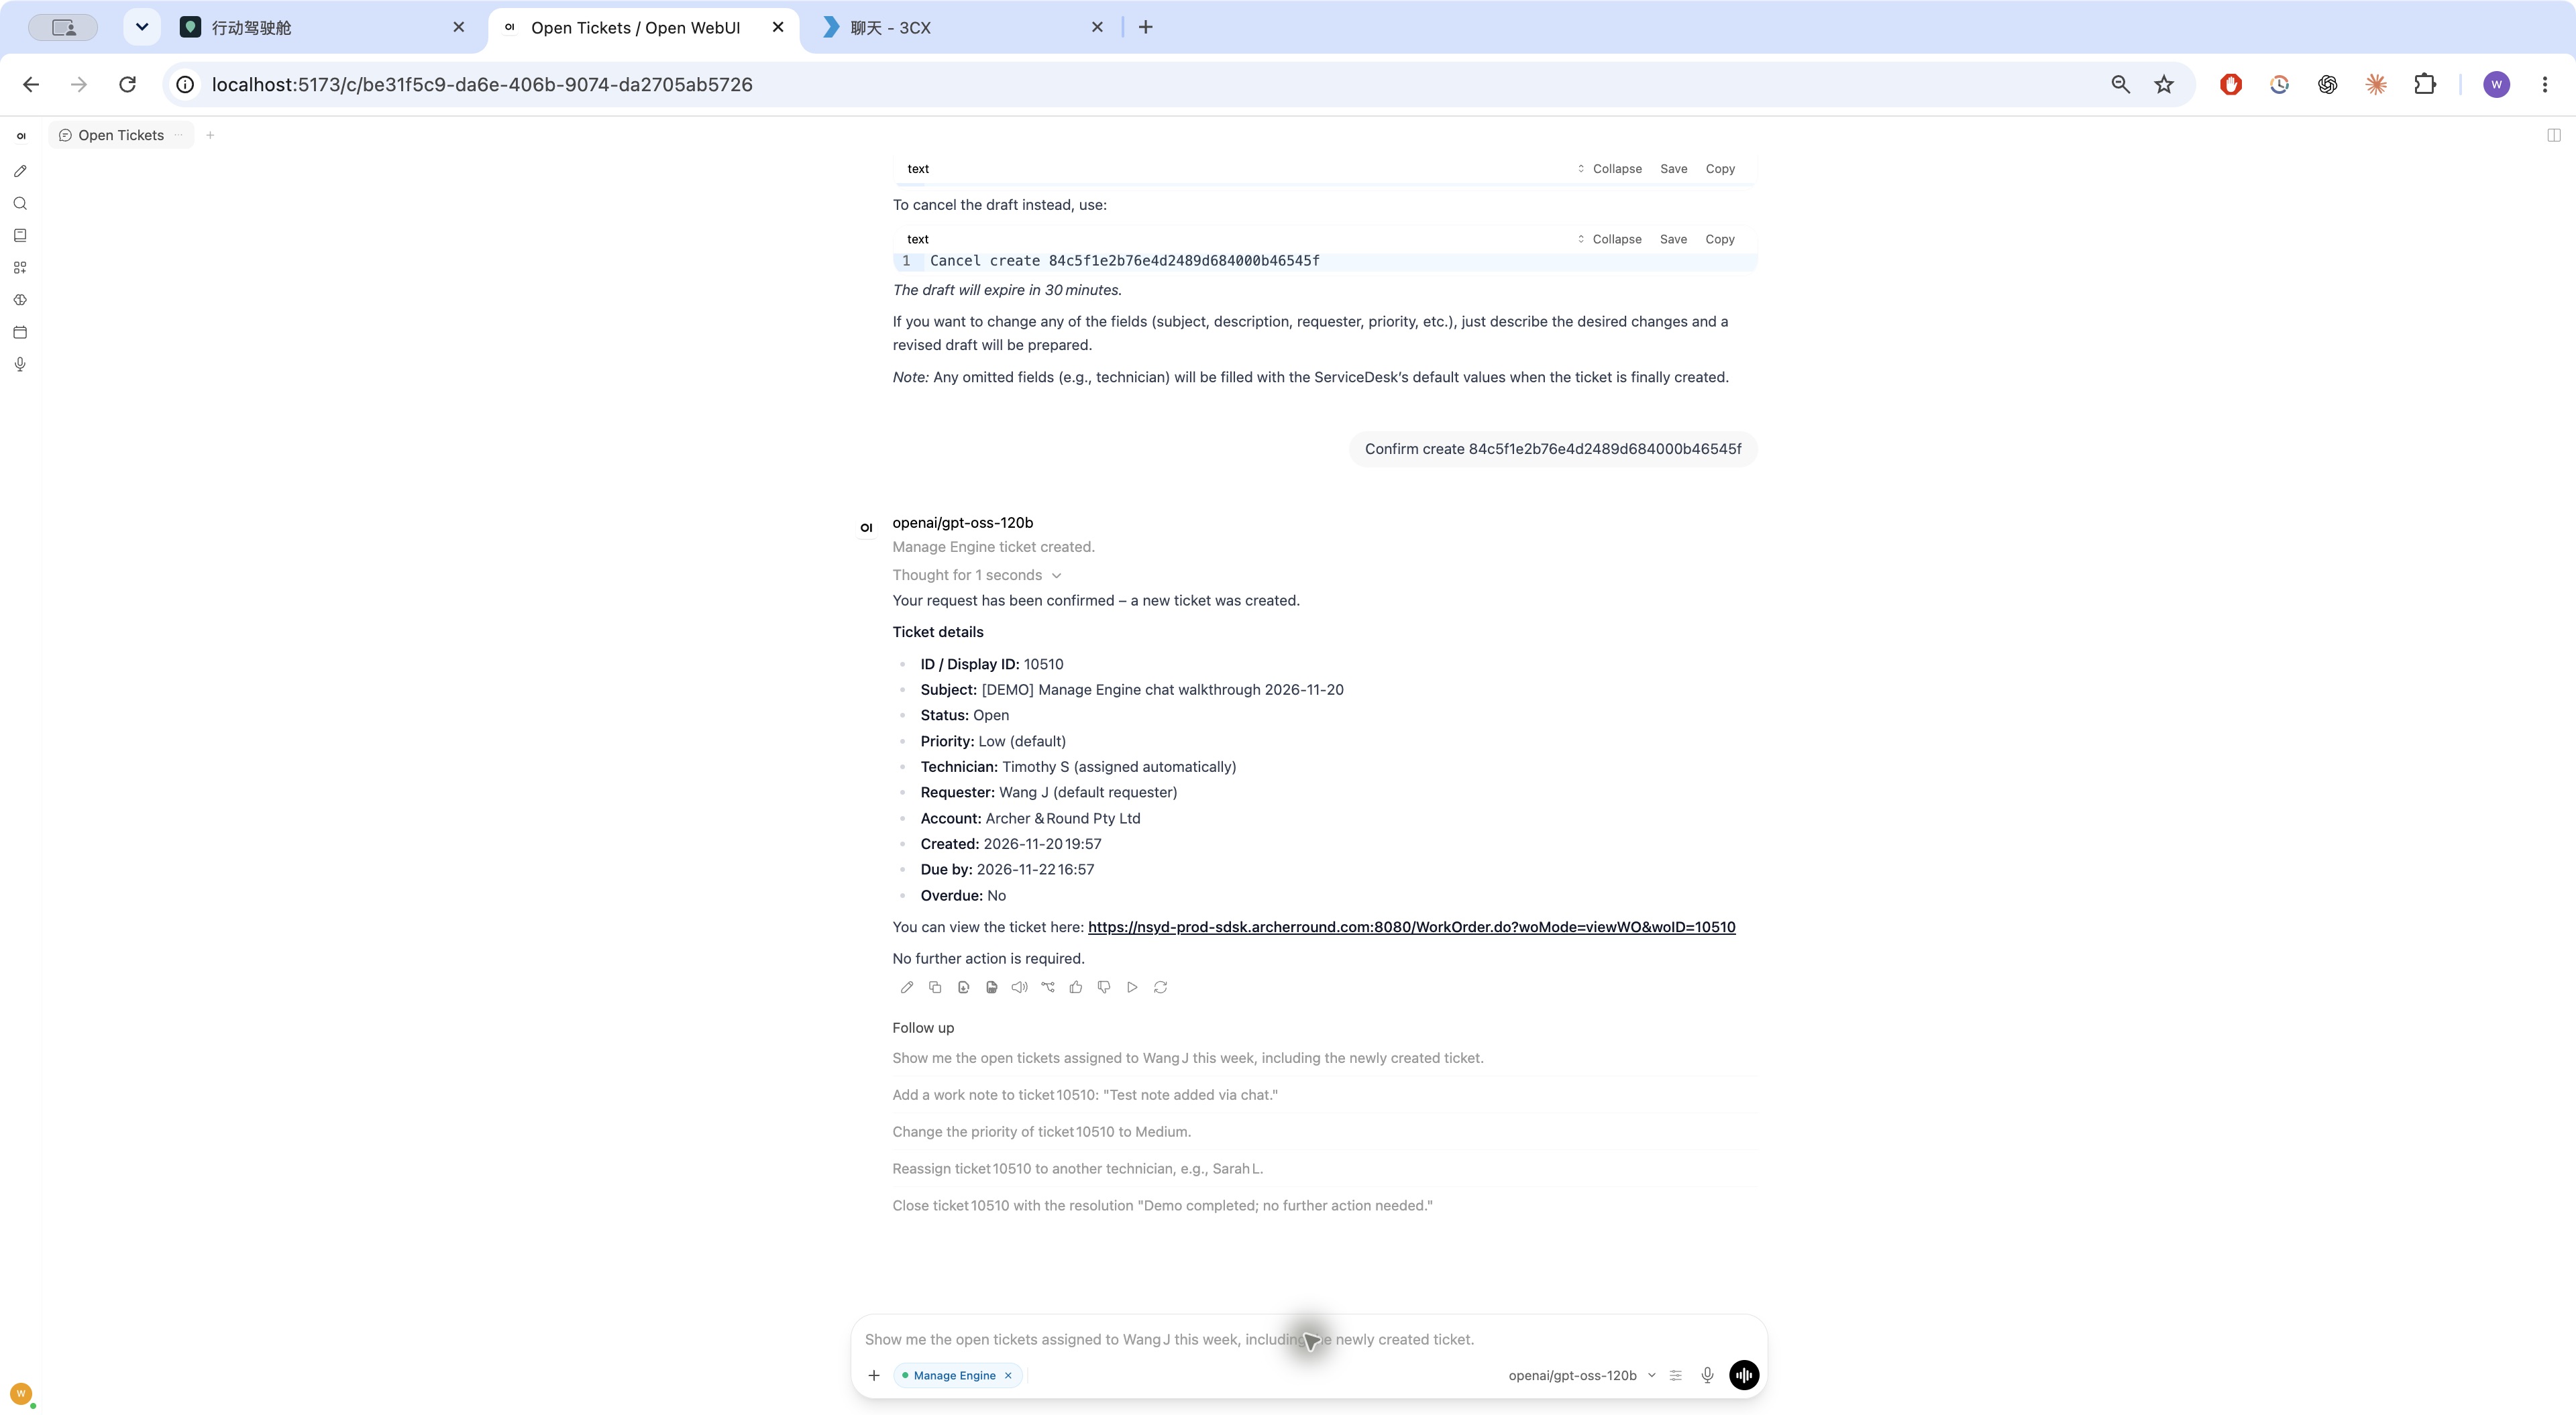 行动驾驶舱
OI Open Tickets / Open WebUI
聊天 - 3CX
localhost:5173/c/be31f5c9-da6e-406b-9074-da2705ab5726
W
OI Open Tickets
text Collapse Save Copy
To cancel the draft instead, use:
text Collapse Save Copy
1 Cancel create 84c5f1e2b76e4d2489d684000b46545f
The draft will expire in 30 minutes.
If you want to change any of the fields (subject, description, requester, priority, etc.), just describe the desired changes and a
revised draft will be prepared.
Note: Any omitted fields (e.g., technician) will be filled with the ServiceDesk’s default values when the ticket is finally created.
Confirm create 84c5f1e2b76e4d2489d684000b46545f
OI openai/gpt-oss-120b
Manage Engine ticket created.
Thought for 1 seconds
Your request has been confirmed – a new ticket was created.
Ticket details
ID / Display ID: 10510
Subject: [DEMO] Manage Engine chat walkthrough 2026-11-20
Status: Open
Priority: Low (default)
Technician: Timothy S (assigned automatically)
Requester: Wang J (default requester)
Account: Archer & Round Pty Ltd
Created: 2026-11-20 19:57
Due by: 2026-11-22 16:57
Overdue: No
You can view the ticket here: https://nsyd-prod-sdsk.archerround.com:8080/WorkOrder.do?woMode=viewWO&woID=10510
No further action is required.
Follow up
Show me the open tickets assigned to Wang J this week, including the newly created ticket.
Add a work note to ticket 10510: "Test note added via chat."
Change the priority of ticket 10510 to Medium.
Reassign ticket 10510 to another technician, e.g., Sarah L.
Close ticket 10510 with the resolution "Demo completed; no further action needed."
Show me the open tickets assigned to Wang J this week, including newly created ticket.
Manage Engine
openai/gpt-oss-120b
W